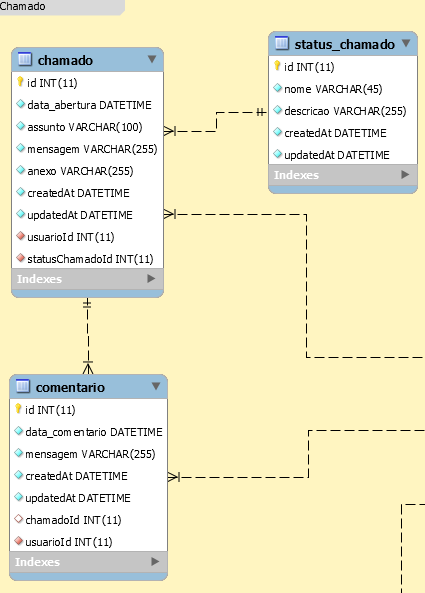 Chamado
chamado
id INT(11)
data_abertura DATETIME
assunto VARCHAR(100)
mensagem VARCHAR(255)
anexo VARCHAR(255)
createdAt DATETIME
updatedAt DATETIME
usuarioId INT(11)
statusChamadoId INT(11)
Indexes
status_chamado
id INT(11)
nome VARCHAR(45)
descricao VARCHAR(255)
createdAt DATETIME
updatedAt DATETIME
Indexes
comentario
id INT(11)
data_comentario DATETIME
mensagem VARCHAR(255)
createdAt DATETIME
updatedAt DATETIME
chamadoId INT(11)
usuarioId INT(11)
Indexes